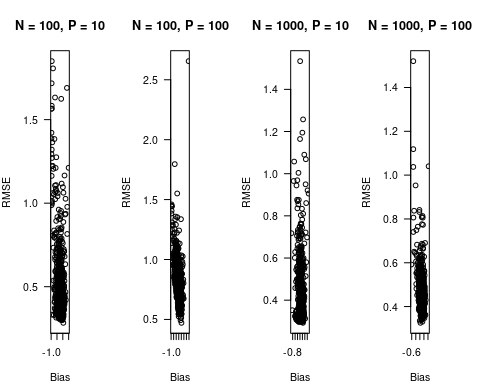 N = 100, P = 10
N = 100, P = 100
N = 1000, P = 10
N = 1000, P = 100
RMSE
1.5
1.0
0.5
-1.0
Bias
RMSE
2.5
2.0
1.5
1.0
0.5
-1.0
Bias
RMSE
1.4
1.2
1.0
0.8
0.6
0.4
-0.8
Bias
RMSE
1.4
1.2
1.0
0.8
0.6
0.4
-0.6
Bias